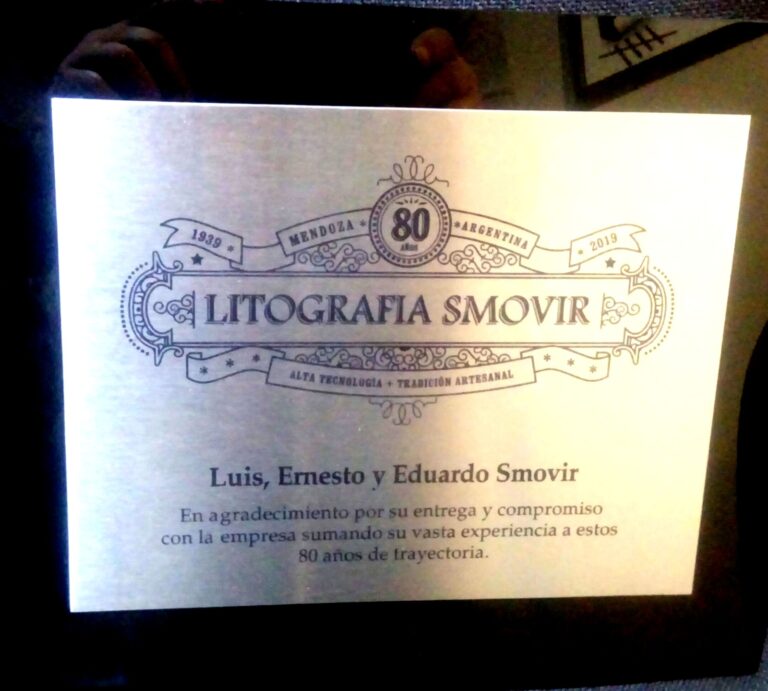 80
AÑOS
1939 * MENDOZA * * ARGENTINA * 2019
LITOGRAFIA SMOVIR
ALTA TECNOLOGÍA + TRADICIÓN ARTESANAL
Luis, Ernesto y Eduardo Smovir
En agradecimiento por su entrega y compromiso
con la empresa sumando su vasta experiencia a estos
80 años de trayectoria.